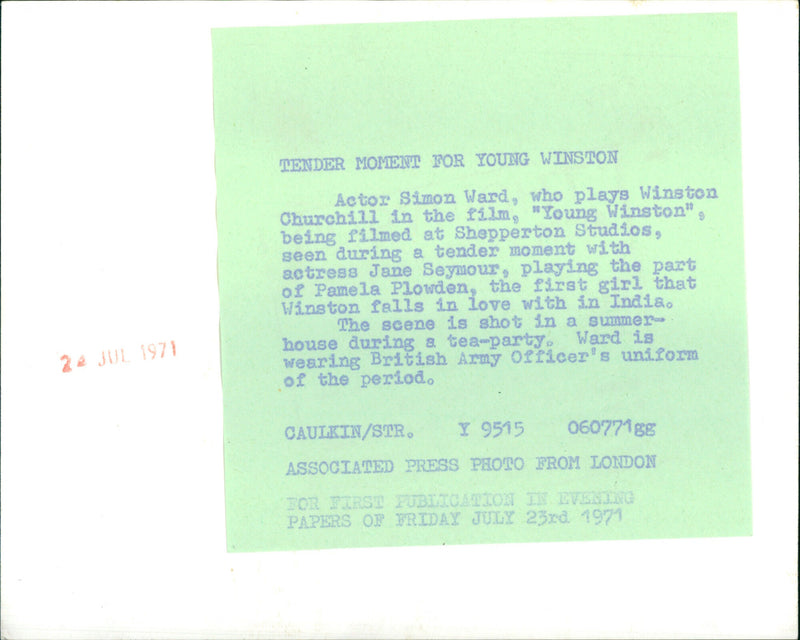 TENDER MOMENT FOR YOUNG WINSTON
Actor Simon Ward, who plays Winston
Churchill in the film, "Young Winston",
being filmed at Shepperton Studios,
seen during a tender moment with
actress Jane Seymour, playing the part
of Pamela Plowden, the first girl that
Winston falls in love with in India.
The scene is shot in a summer-
house during a tea-party. Ward is
wearing British Army Officer's uniform
of the period.
CAULKIN/STR. Y 9515 060771gg
ASSOCIATED PRESS PHOTO FROM LONDON
FOR FIRST PUBLICATION IN EVENING
PAPERS OF FRIDAY JULY 23rd 1971
JUL 1971